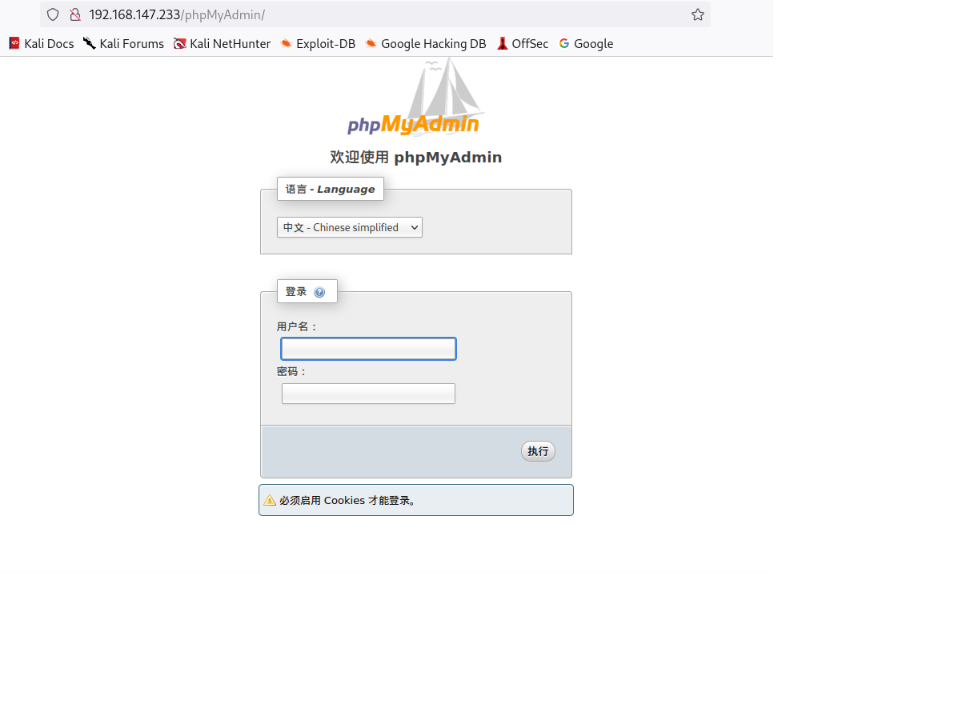 192.168.147.233/phpMyAdmin/
Kali Docs Kali Forums Kali NetHunter Exploit-DB Google Hacking DB OffSec Google
phpMyAdmin
欢迎使用 phpMyAdmin
语言 - Language
中文 - Chinese simplified
登录
用户名：
密码：
执行
必须启用 Cookies 才能登录。